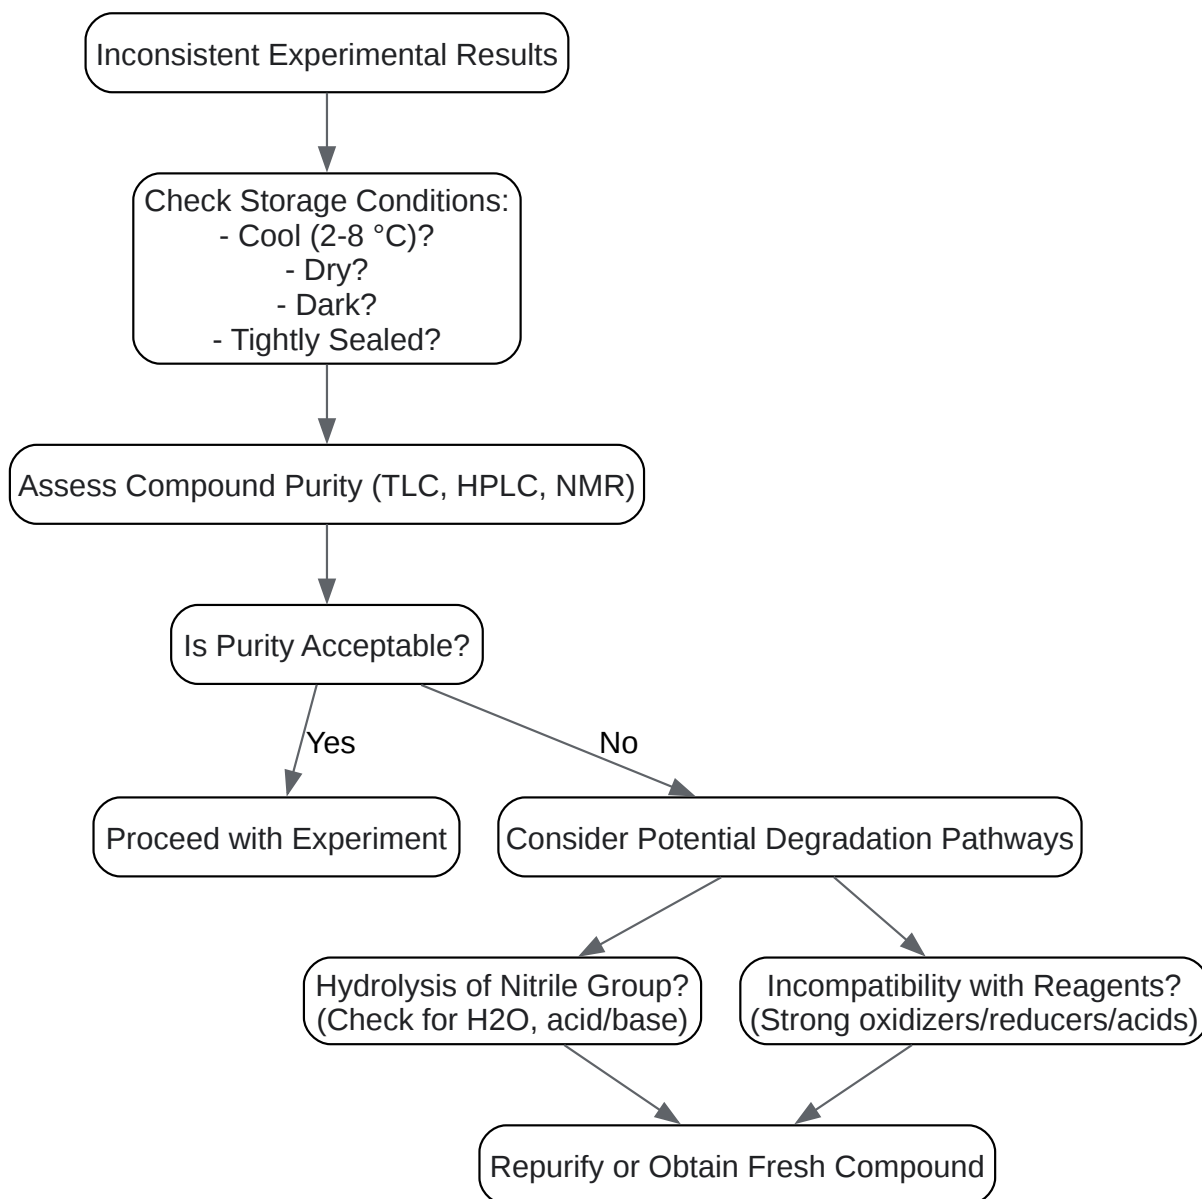 Inconsistent Experimental Results
Check Storage Conditions:
- Cool (2-8 °C)?
- Dry?
- Dark?
- Tightly Sealed?
Assess Compound Purity (TLC, HPLC, NMR)
Is Purity Acceptable?
Yes
No
Proceed with Experiment
Consider Potential Degradation Pathways
Hydrolysis of Nitrile Group?
(Check for H2O, acid/base)
Incompatibility with Reagents?
(Strong oxidizers/reducers/acids)
Repurify or Obtain Fresh Compound